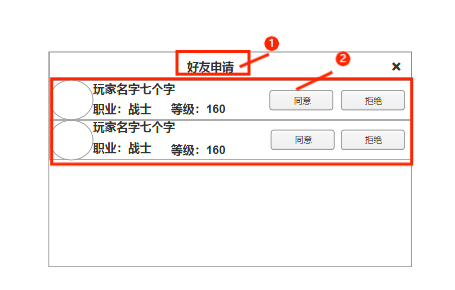 1
好友申请
×
2
玩家名字七个字
同意 拒绝
职业：战士 等级：160
玩家名字七个字
同意 拒绝
职业：战士 等级：160